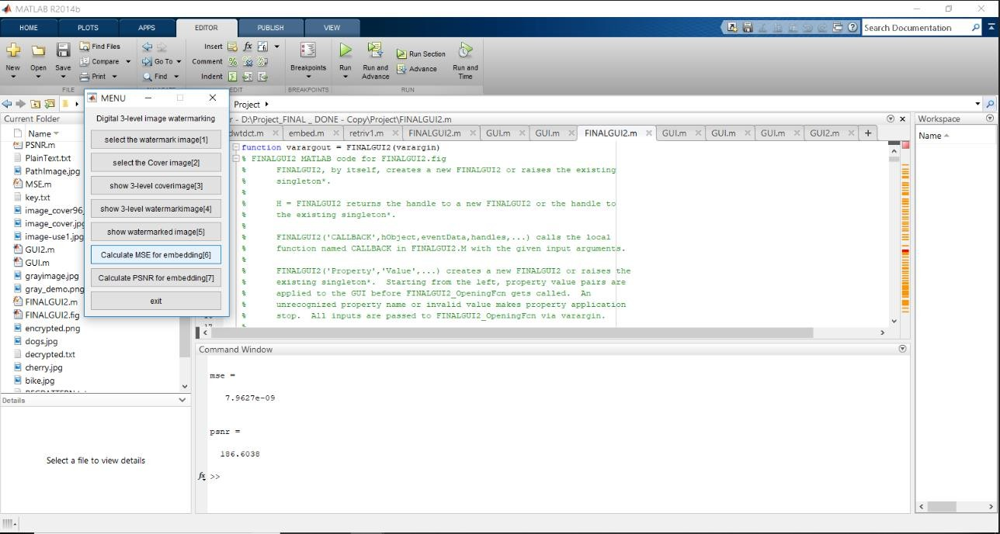 MATLAB R2014b
HOME PLOTS APPS EDITOR PUBLISH VIEW
Search Documentation
New Open Save
Find Files
Compare
Print
FILE
Go To
Find
Insert
Comment
Indent
EDIT
Breakpoints
BREAKPOINTS
Run
Run and Advance
Run Section
Advance
Run and Time
RUN
Project
MENU
Digital 3-level image watermarking
select the watermark image[1]
select the Cover image[2]
show 3-level coverimage[3]
show 3-level watermarkimage[4]
show watermarked image[5]
Calculate MSE for embedding[6]
Calculate PSNR for embedding[7]
exit
Current Folder
Name
PSNR.m
PlainText.txt
PathImage.jpg
MSE.m
key.txt
image_cover96
image_cover.jpg
image-use1.jpg
GUI2.m
GUI.m
grayimage.jpg
gray_demo.png
FINALGUI2.m
FINALGUI2.fig
encrypted.png
dogs.jpg
decrypted.txt
cherry.jpg
bike.jpg
Details
Select a file to view details
r - D:\Project_FINAL _ DONE - Copy\Project\FINALGUI2.m
dwtdct.m embed.m retriv1.m FINALGUI2.m GUI.m GUI.m FINALGUI2.m GUI.m GUI.m GUI.m GUI2.m
function varargout = FINALGUI2(varargin)
% FINALGUI2 MATLAB code for FINALGUI2.fig
% FINALGUI2, by itself, creates a new FINALGUI2 or raises the existing
% singleton*.
%
% H = FINALGUI2 returns the handle to a new FINALGUI2 or the handle to
% the existing singleton*.
%
% FINALGUI2('CALLBACK',hObject,eventData,handles,...) calls the local
% function named CALLBACK in FINALGUI2.M with the given input arguments.
%
% FINALGUI2('Property','Value',...) creates a new FINALGUI2 or raises the
% existing singleton*. Starting from the left, property value pairs are
% applied to the GUI before FINALGUI2_OpeningFcn gets called. An
% unrecognized property name or invalid value makes property application
% stop. All inputs are passed to FINALGUI2_OpeningFcn via varargin.
%
Command Window
mse =
7.9627e-09
psnr =
186.6038
fx >>
Workspace
Name